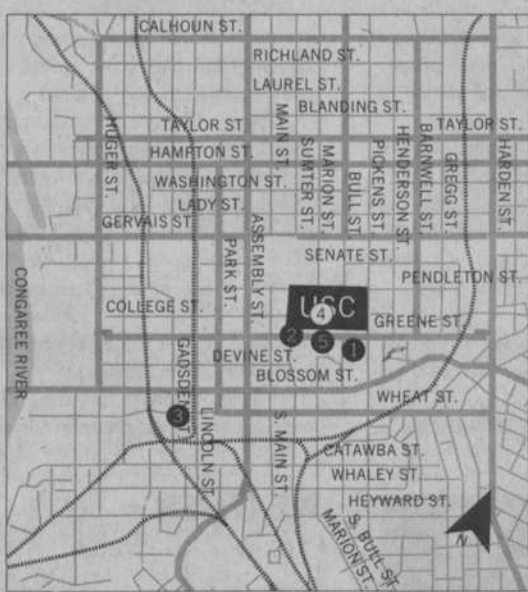 CALHOUN ST.
RICHLAND ST.
LAUREL ST.
BLANDING ST.
TAYLOR ST.
TAYLOR ST.
HAMPTON ST.
WASHINGTON ST.
LADY ST.
GERVAIS ST.
HUGER ST.
PARK ST.
ASSEMBLY ST.
MAIN ST.
SUMTER ST.
MARION ST.
BULL ST.
PICKENS ST.
HENDERSON ST.
BARNWELL ST.
GREGG ST.
HARDEN ST.
SENATE ST.
PENDLETON ST.
CONGAREE RIVER
COLLEGE ST.
USC
4
GREENE ST.
2
5
1
DEVINE ST.
BLOSSOM ST.
WHEAT ST.
GADSDEN ST.
3
LINCOLN ST.
S. MAIN ST.
CATAWBA ST.
WHALEY ST.
HEYWARD ST.
S. BULL ST.
MARION ST.
N